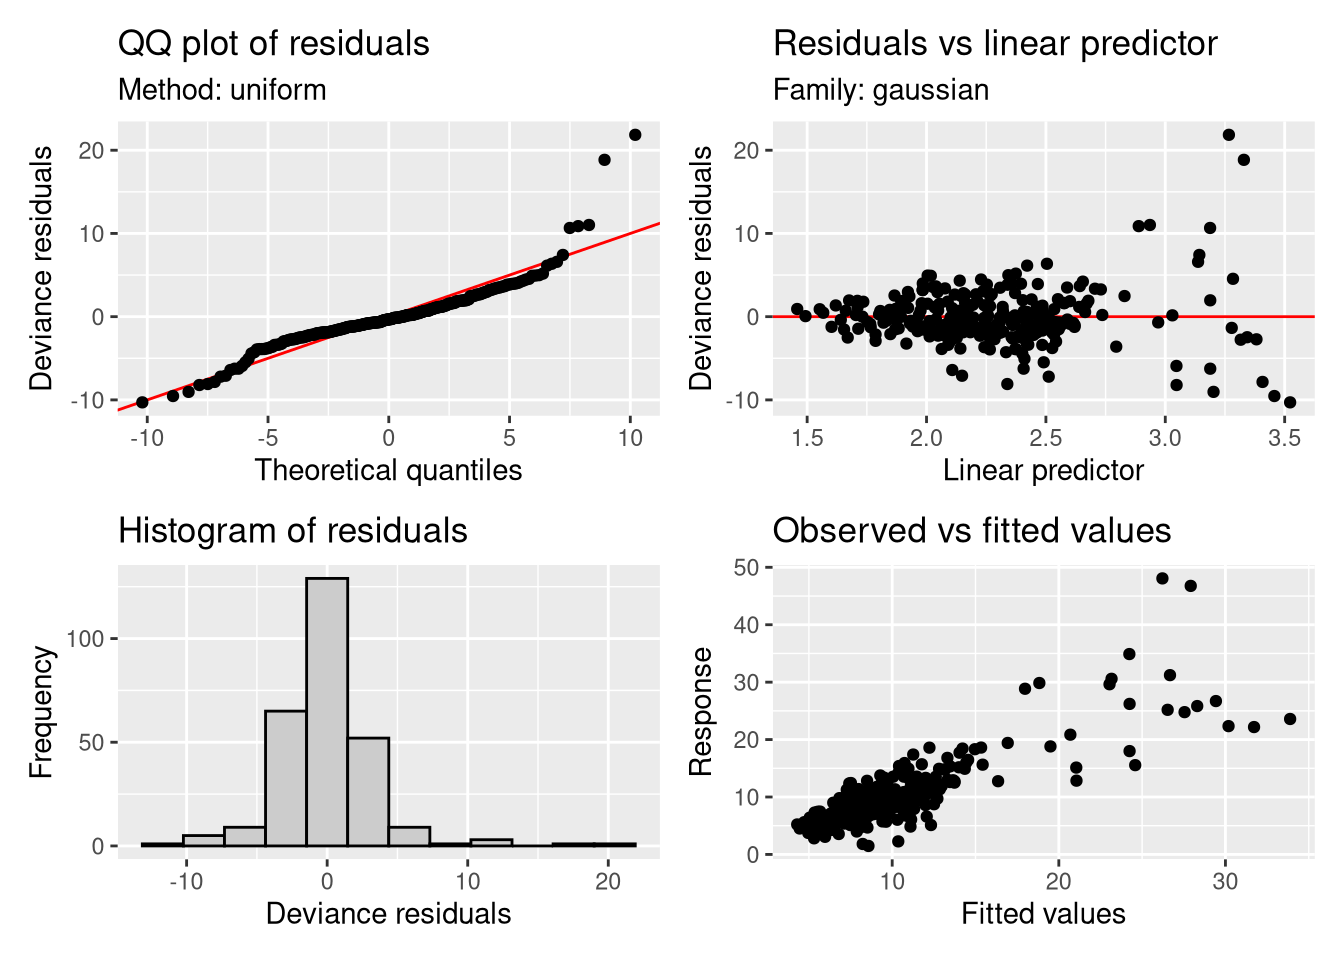 QQ plot of residuals
Method: uniform
Deviance residuals
20
10
0
-10
-10
-5
0
5
10
Theoretical quantiles
Residuals vs linear predictor
Family: gaussian
Deviance residuals
20
10
0
-10
1.5
2.0
2.5
3.0
3.5
Linear predictor
Histogram of residuals
Frequency
100
50
0
-10
0
10
20
Deviance residuals
Observed vs fitted values
Response
50
40
30
20
10
0
10
20
30
Fitted values